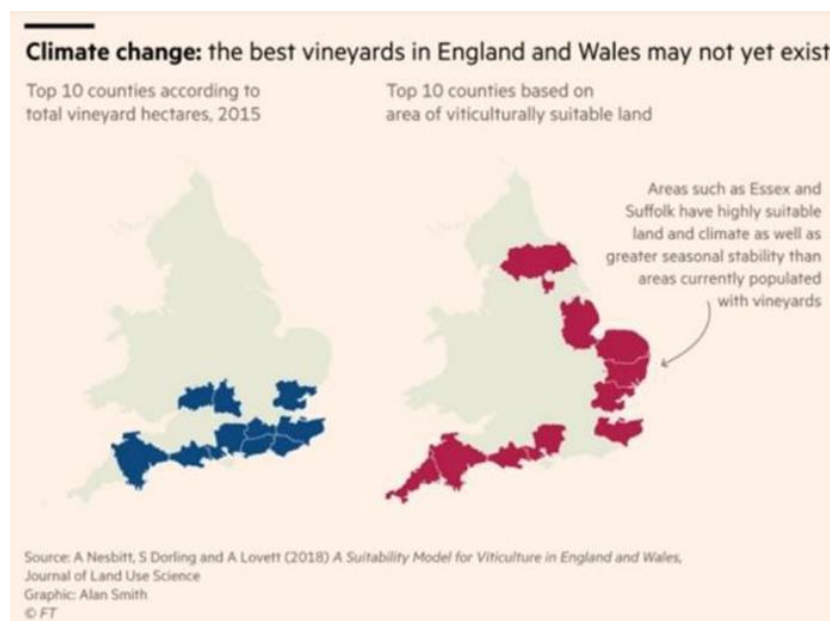 Climate change: the best vineyards in England and Wales may not yet exist
Top 10 counties according to
total vineyard hectares, 2015
Top 10 counties based on
area of viticulturally suitable land
Areas such as Essex and
Suffolk have highly suitable
land and climate as well as
greater seasonal stability than
areas currently populated
with vineyards
Source: A Nesbitt, S Dorling and A Lovett (2018) A Suitability Model for Viticulture in England and Wales,
Journal of Land Use Science
Graphic: Alan Smith
© FT